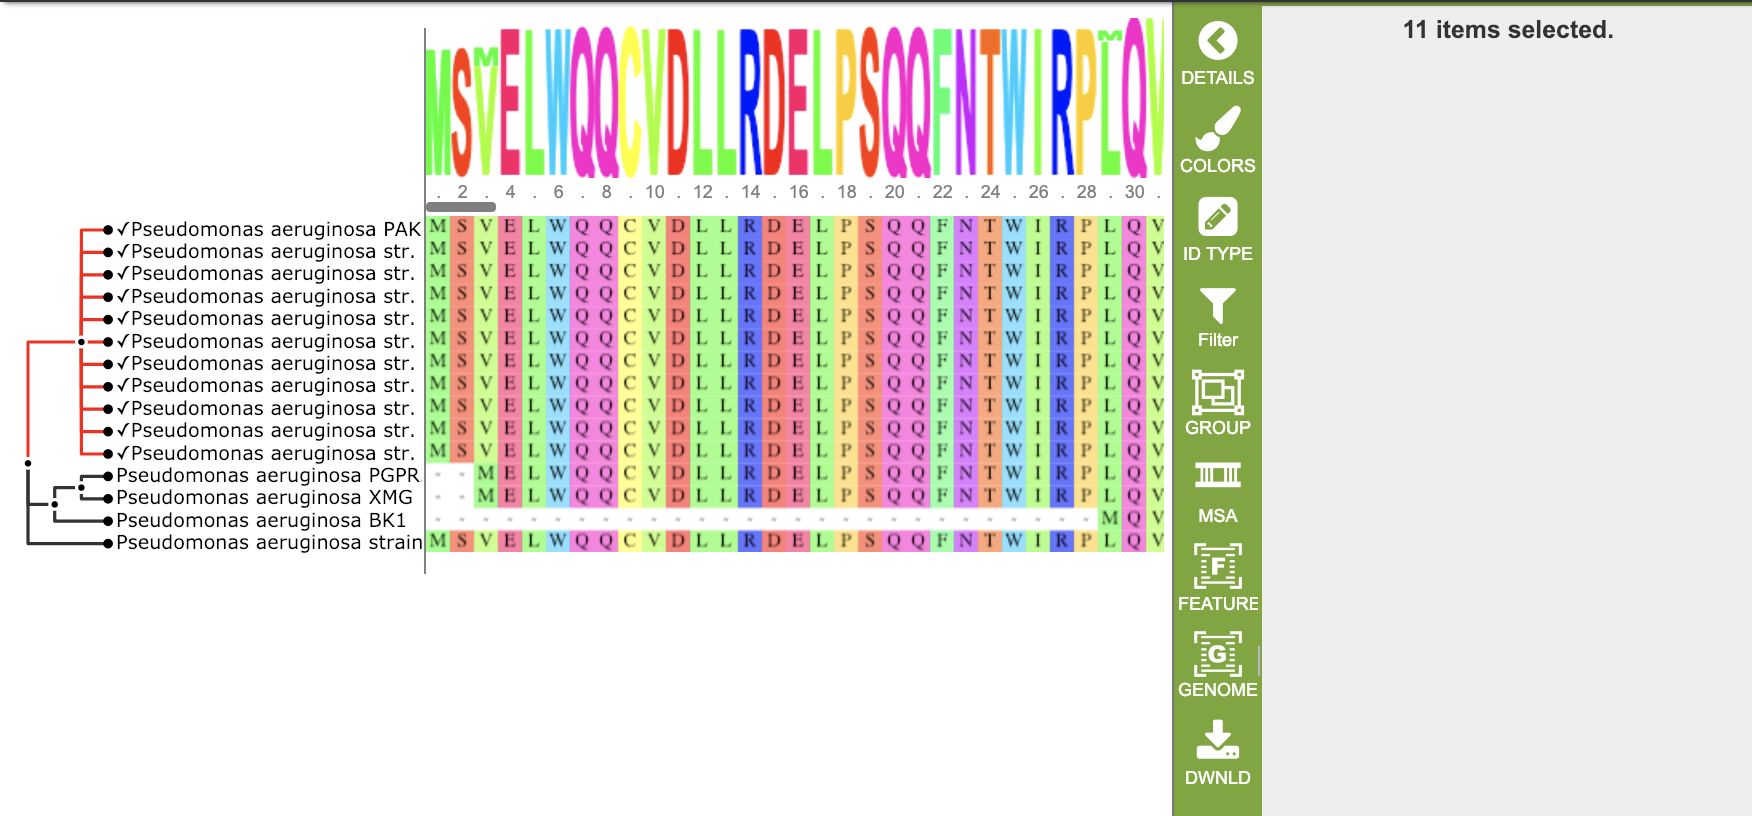 11 items selected.
MSVELWQQCVDLLRDELPSQQFNTWIRPLQV
. 2 . 4 . 6 . 8 . 10 . 12 . 14 . 16 . 18 . 20 . 22 . 24 . 26 . 28 . 30 .
✓Pseudomonas aeruginosa PAK M S V E L W Q Q C V D L L R D E L P S Q Q F N T W I R P L Q V
✓Pseudomonas aeruginosa str. M S V E L W Q Q C V D L L R D E L P S Q Q F N T W I R P L Q V
✓Pseudomonas aeruginosa str. M S V E L W Q Q C V D L L R D E L P S Q Q F N T W I R P L Q V
✓Pseudomonas aeruginosa str. M S V E L W Q Q C V D L L R D E L P S Q Q F N T W I R P L Q V
✓Pseudomonas aeruginosa str. M S V E L W Q Q C V D L L R D E L P S Q Q F N T W I R P L Q V
✓Pseudomonas aeruginosa str. M S V E L W Q Q C V D L L R D E L P S Q Q F N T W I R P L Q V
✓Pseudomonas aeruginosa str. M S V E L W Q Q C V D L L R D E L P S Q Q F N T W I R P L Q V
✓Pseudomonas aeruginosa str. M S V E L W Q Q C V D L L R D E L P S Q Q F N T W I R P L Q V
✓Pseudomonas aeruginosa str. M S V E L W Q Q C V D L L R D E L P S Q Q F N T W I R P L Q V
✓Pseudomonas aeruginosa str. M S V E L W Q Q C V D L L R D E L P S Q Q F N T W I R P L Q V
✓Pseudomonas aeruginosa str. M S V E L W Q Q C V D L L R D E L P S Q Q F N T W I R P L Q V
Pseudomonas aeruginosa PGPR - - M E L W Q Q C V D L L R D E L P S Q Q F N T W I R P L Q V
Pseudomonas aeruginosa XMG - - M E L W Q Q C V D L L R D E L P S Q Q F N T W I R P L Q V
Pseudomonas aeruginosa BK1 - - - - - - - - - - - - - - - - - - - - - - - - - - - - M Q V
Pseudomonas aeruginosa strain M S V E L W Q Q C V D L L R D E L P S Q Q F N T W I R P L Q V
DETAILS
COLORS
ID TYPE
Filter
GROUP
MSA
F
FEATURE
G
GENOME
DWNLD